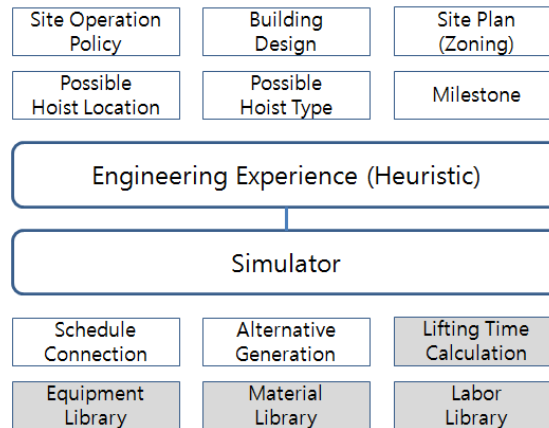 Site Operation
Policy
Building
Design
Site Plan
(Zoning)
Possible
Hoist Location
Possible
Hoist Type
Milestone
Engineering Experience (Heuristic)
Simulator
Schedule
Connection
Alternative
Generation
Lifting Time
Calculation
Equipment
Library
Material
Library
Labor
Library